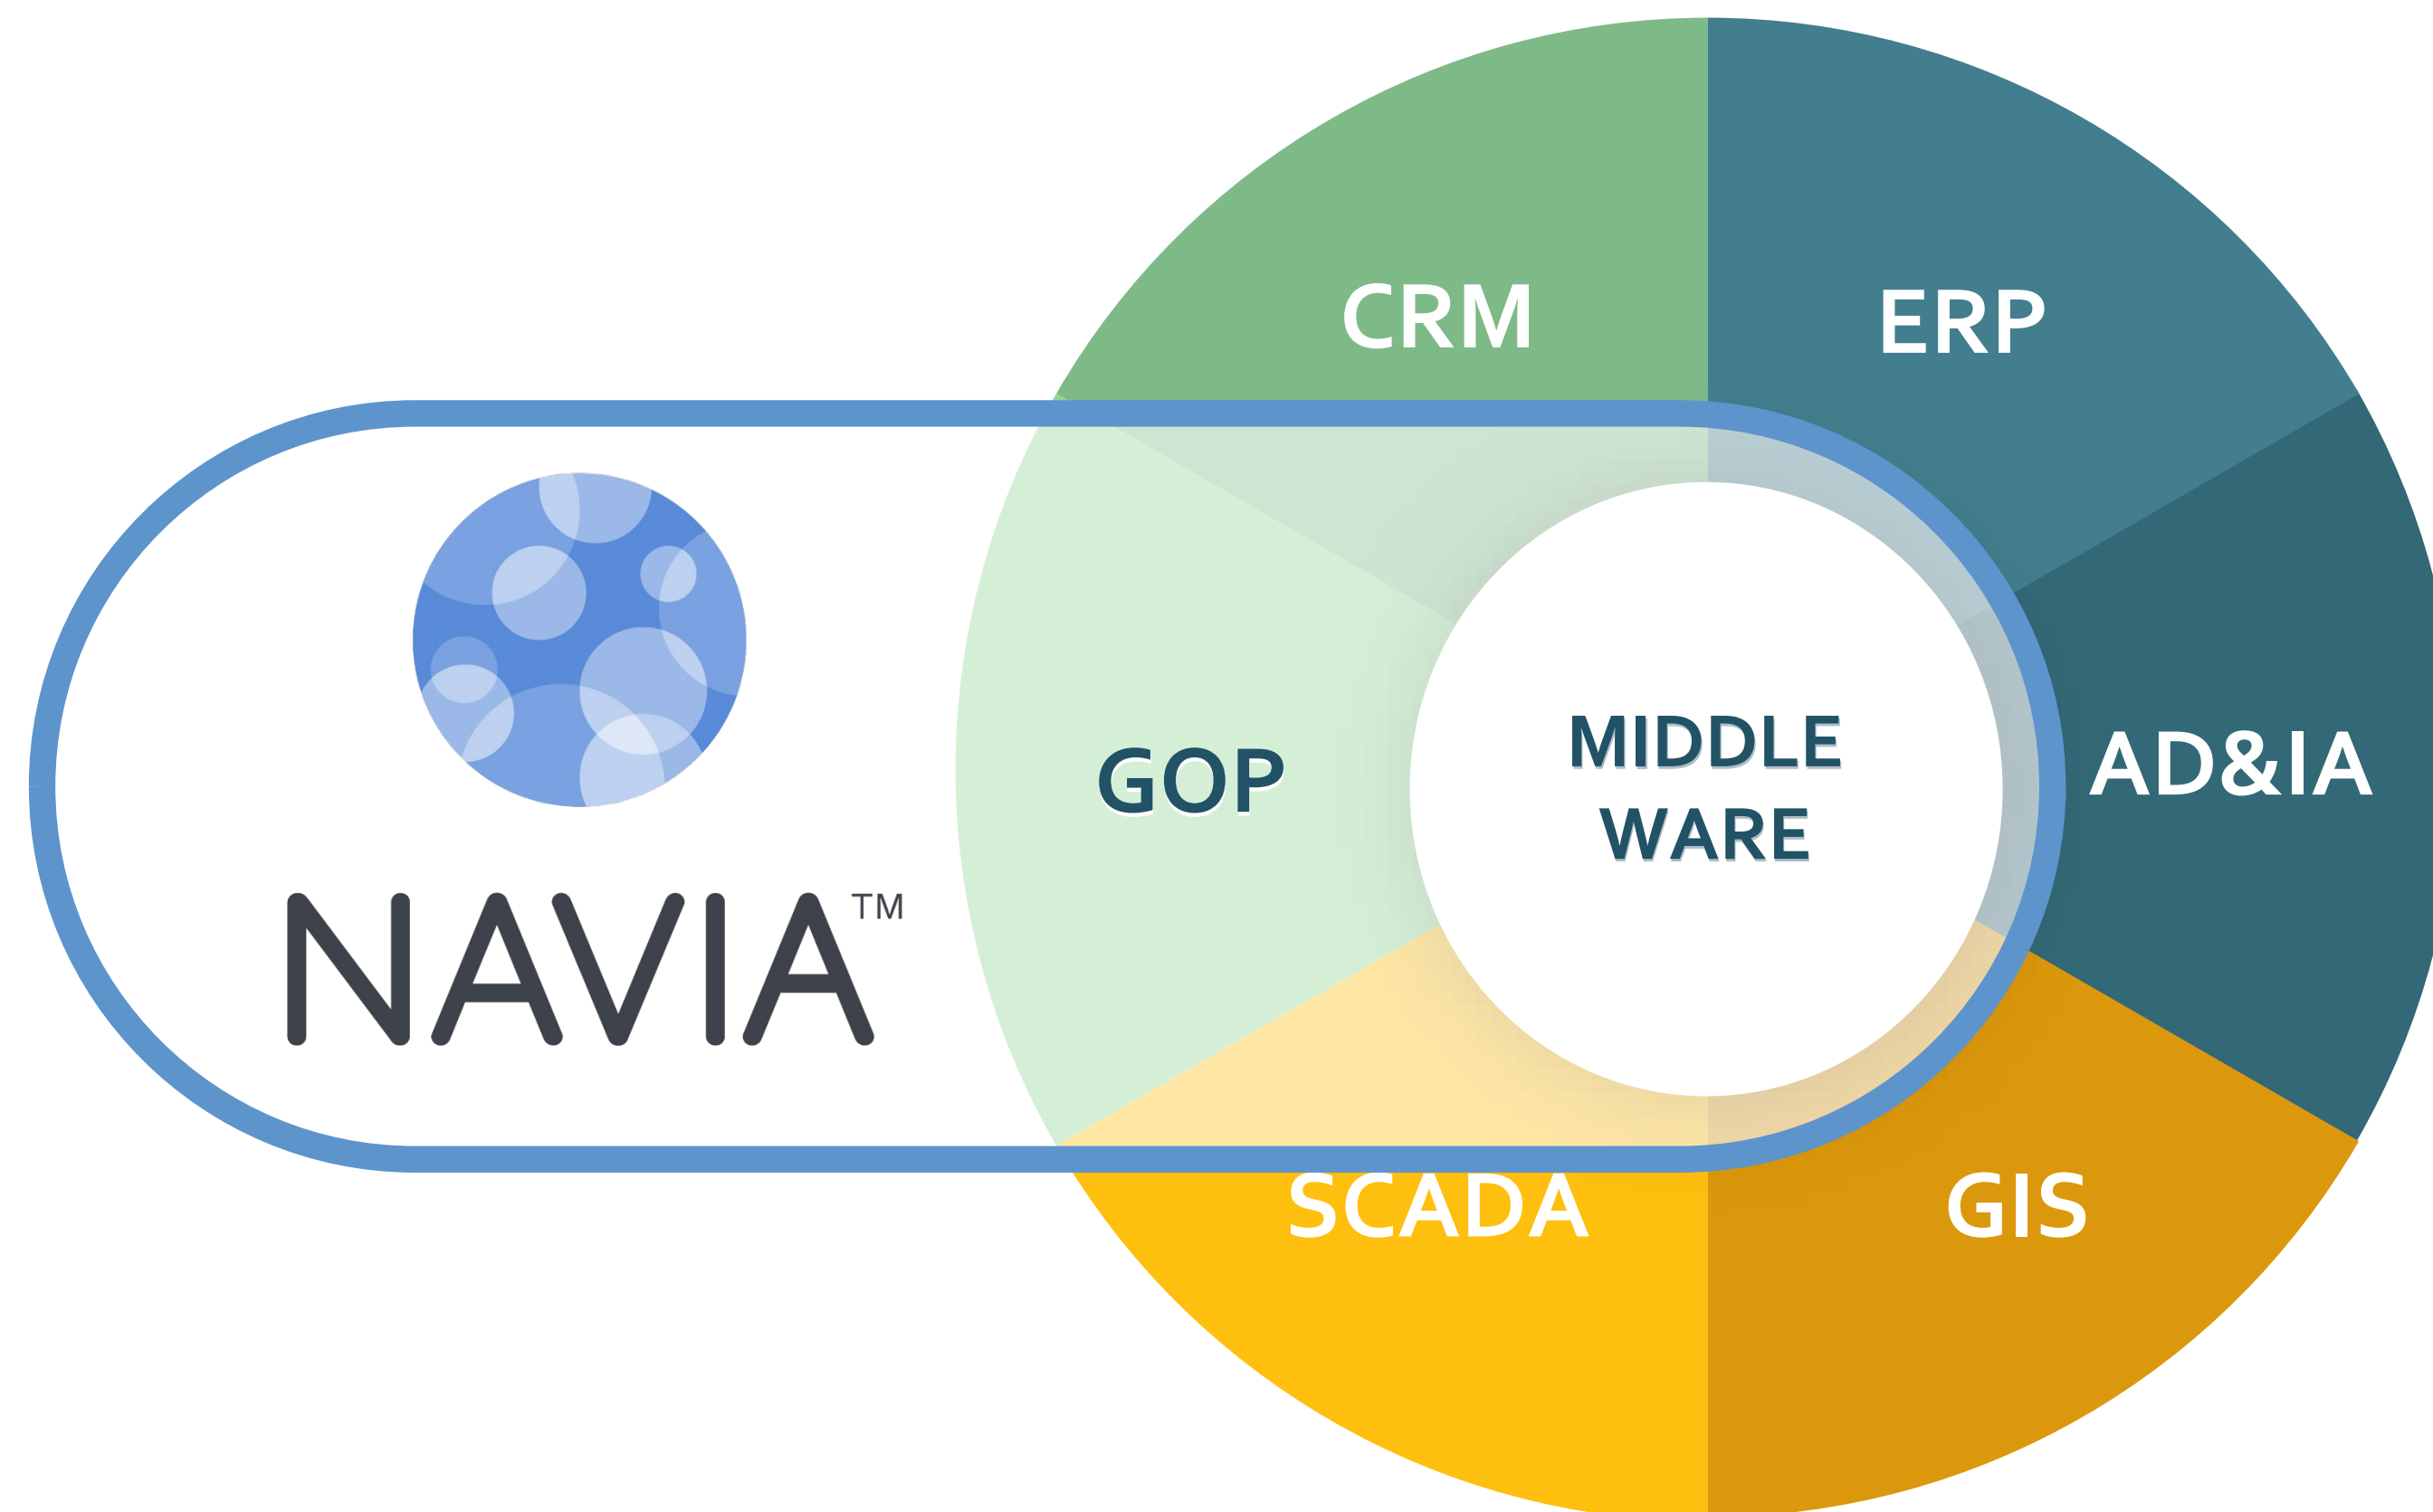 CRM
ERP
NAVIA™
GOP
MIDDLE
WARE
AD&IA
SCADA
GIS